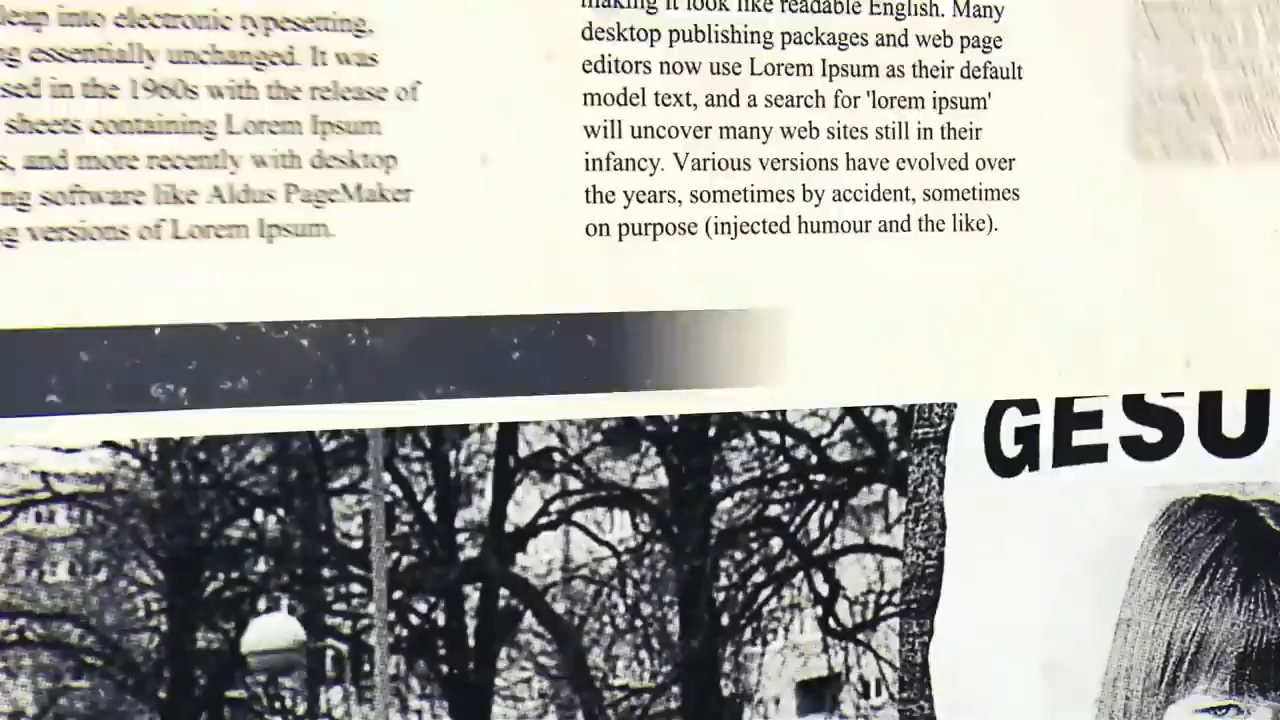 leap into electronic typesetting,
essentially unchanged. It was
in the 1960s with the release of
sheets containing Lorem Ipsum
and more recently with desktop
software like Aldus PageMaker
versions of Lorem Ipsum.
making it look like readable English. Many
desktop publishing packages and web page
editors now use Lorem Ipsum as their default
model text, and a search for 'lorem ipsum'
will uncover many web sites still in their
infancy. Various versions have evolved over
the years, sometimes by accident, sometimes
on purpose (injected humour and the like).
GESU